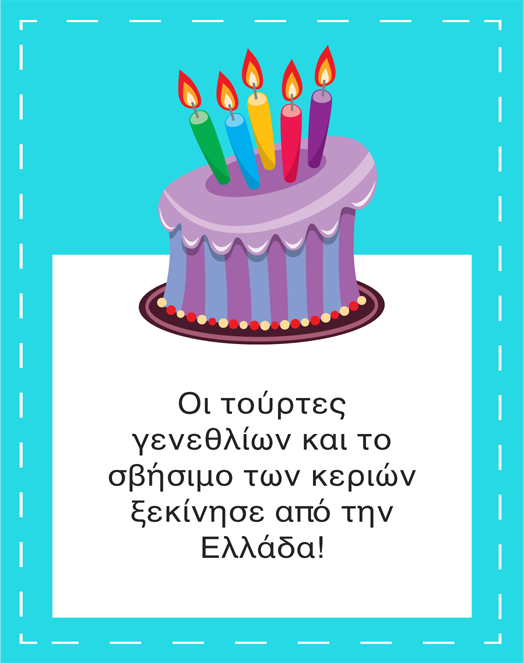 Οι τούρτες
γενεθλίων και το
σβήσιμο των κεριών
ξεκίνησε από την
Ελλάδα!